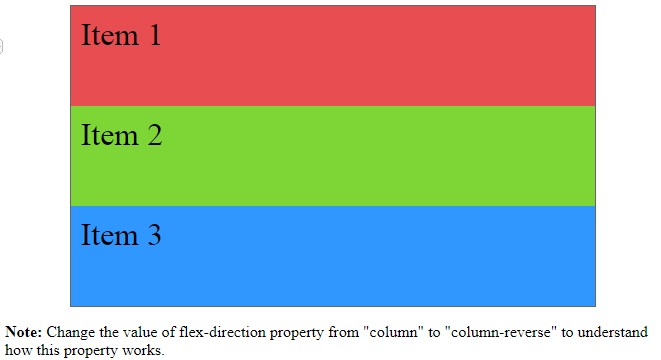 Item 1
Item 2
Item 3
Note: Change the value of flex-direction property from "column" to "column-reverse" to understand
how this property works.